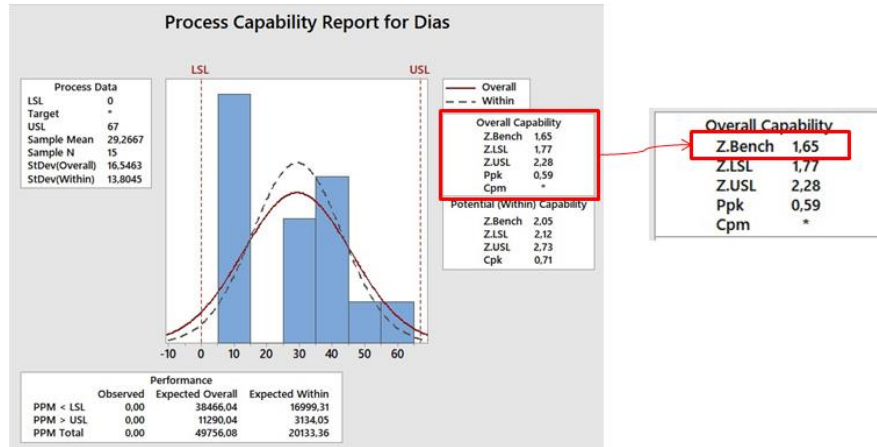 Process Capability Report for Dias
LSL USL
Process Data
LSL 0
Target *
USL 67
Sample Mean 29,2667
Sample N 15
StDev(Overall) 16,5463
StDev(Within) 13,8045
Overall
Within
Overall Capability
Z.Bench 1,65
Z.LSL 1,77
Z.USL 2,28
Ppk 0,59
Cpm *
Potential (Within) Capability
Z.Bench 2,05
Z.LSL 2,12
Z.USL 2,73
Cpk 0,71
Overall Capability
Z.Bench 1,65
Z.LSL 1,77
Z.USL 2,28
Ppk 0,59
Cpm *
-10 0 10 20 30 40 50 60
Performance
Observed Expected Overall Expected Within
PPM < LSL 0,00 38466,04 16999,31
PPM > USL 0,00 11290,04 3134,05
PPM Total 0,00 49756,08 20133,36